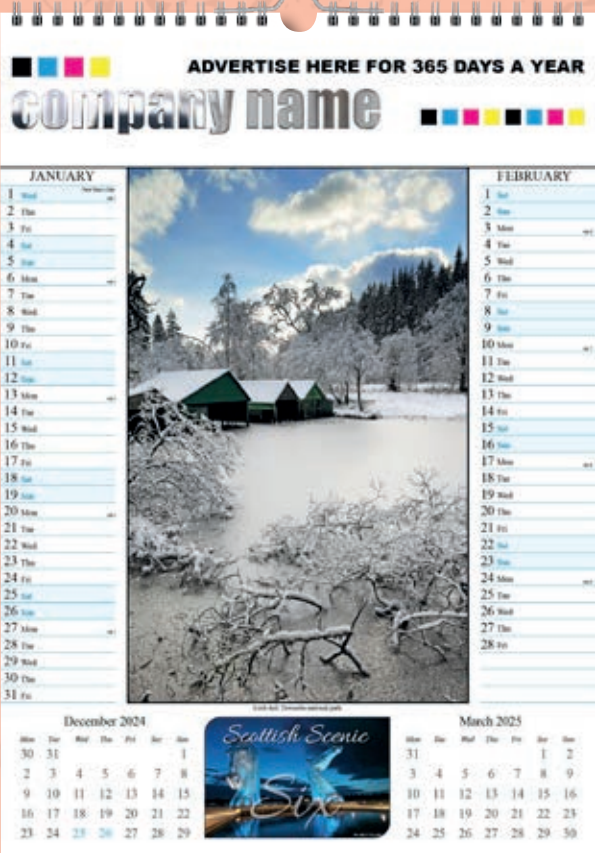 ADVERTISE HERE FOR 365 DAYS A YEAR
company name
JANUARY
1 Wed
2 Thu
3 Fri
4 Sat
5 Sun
6 Mon
7 Tue
8 Wed
9 Thu
10 Fri
11 Sat
12 Sun
13 Mon
14 Tue
15 Wed
16 Thu
17 Fri
18 Sat
19 Sun
20 Mon
21 Tue
22 Wed
23 Thu
24 Fri
25 Sat
26 Sun
27 Mon
28 Tue
29 Wed
30 Thu
31 Fri
FEBRUARY
1 Sat
2 Sun
3 Mon
4 Tue
5 Wed
6 Thu
7 Fri
8 Sat
9 Sun
10 Mon
11 Tue
12 Wed
13 Thu
14 Fri
15 Sat
16 Sun
17 Mon
18 Tue
19 Wed
20 Thu
21 Fri
22 Sat
23 Sun
24 Mon
25 Tue
26 Wed
27 Thu
28 Fri
December 2024
Mon Tue Wed Thu Fri Sat Sun
30 31 1
2 3 4 5 6 7 8
9 10 11 12 13 14 15
16 17 18 19 20 21 22
23 24 25 26 27 28 29
Scottish Scenic
Six
March 2025
Mon Tue Wed Thu Fri Sat Sun
31 1 2
3 4 5 6 7 8 9
10 11 12 13 14 15 16
17 18 19 20 21 22 23
24 25 26 27 28 29 30